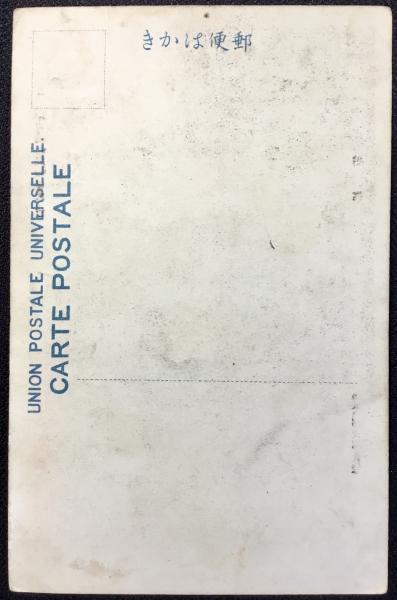 きかは便郵
UNION POSTALE UNIVERSELLE.
CARTE POSTALE